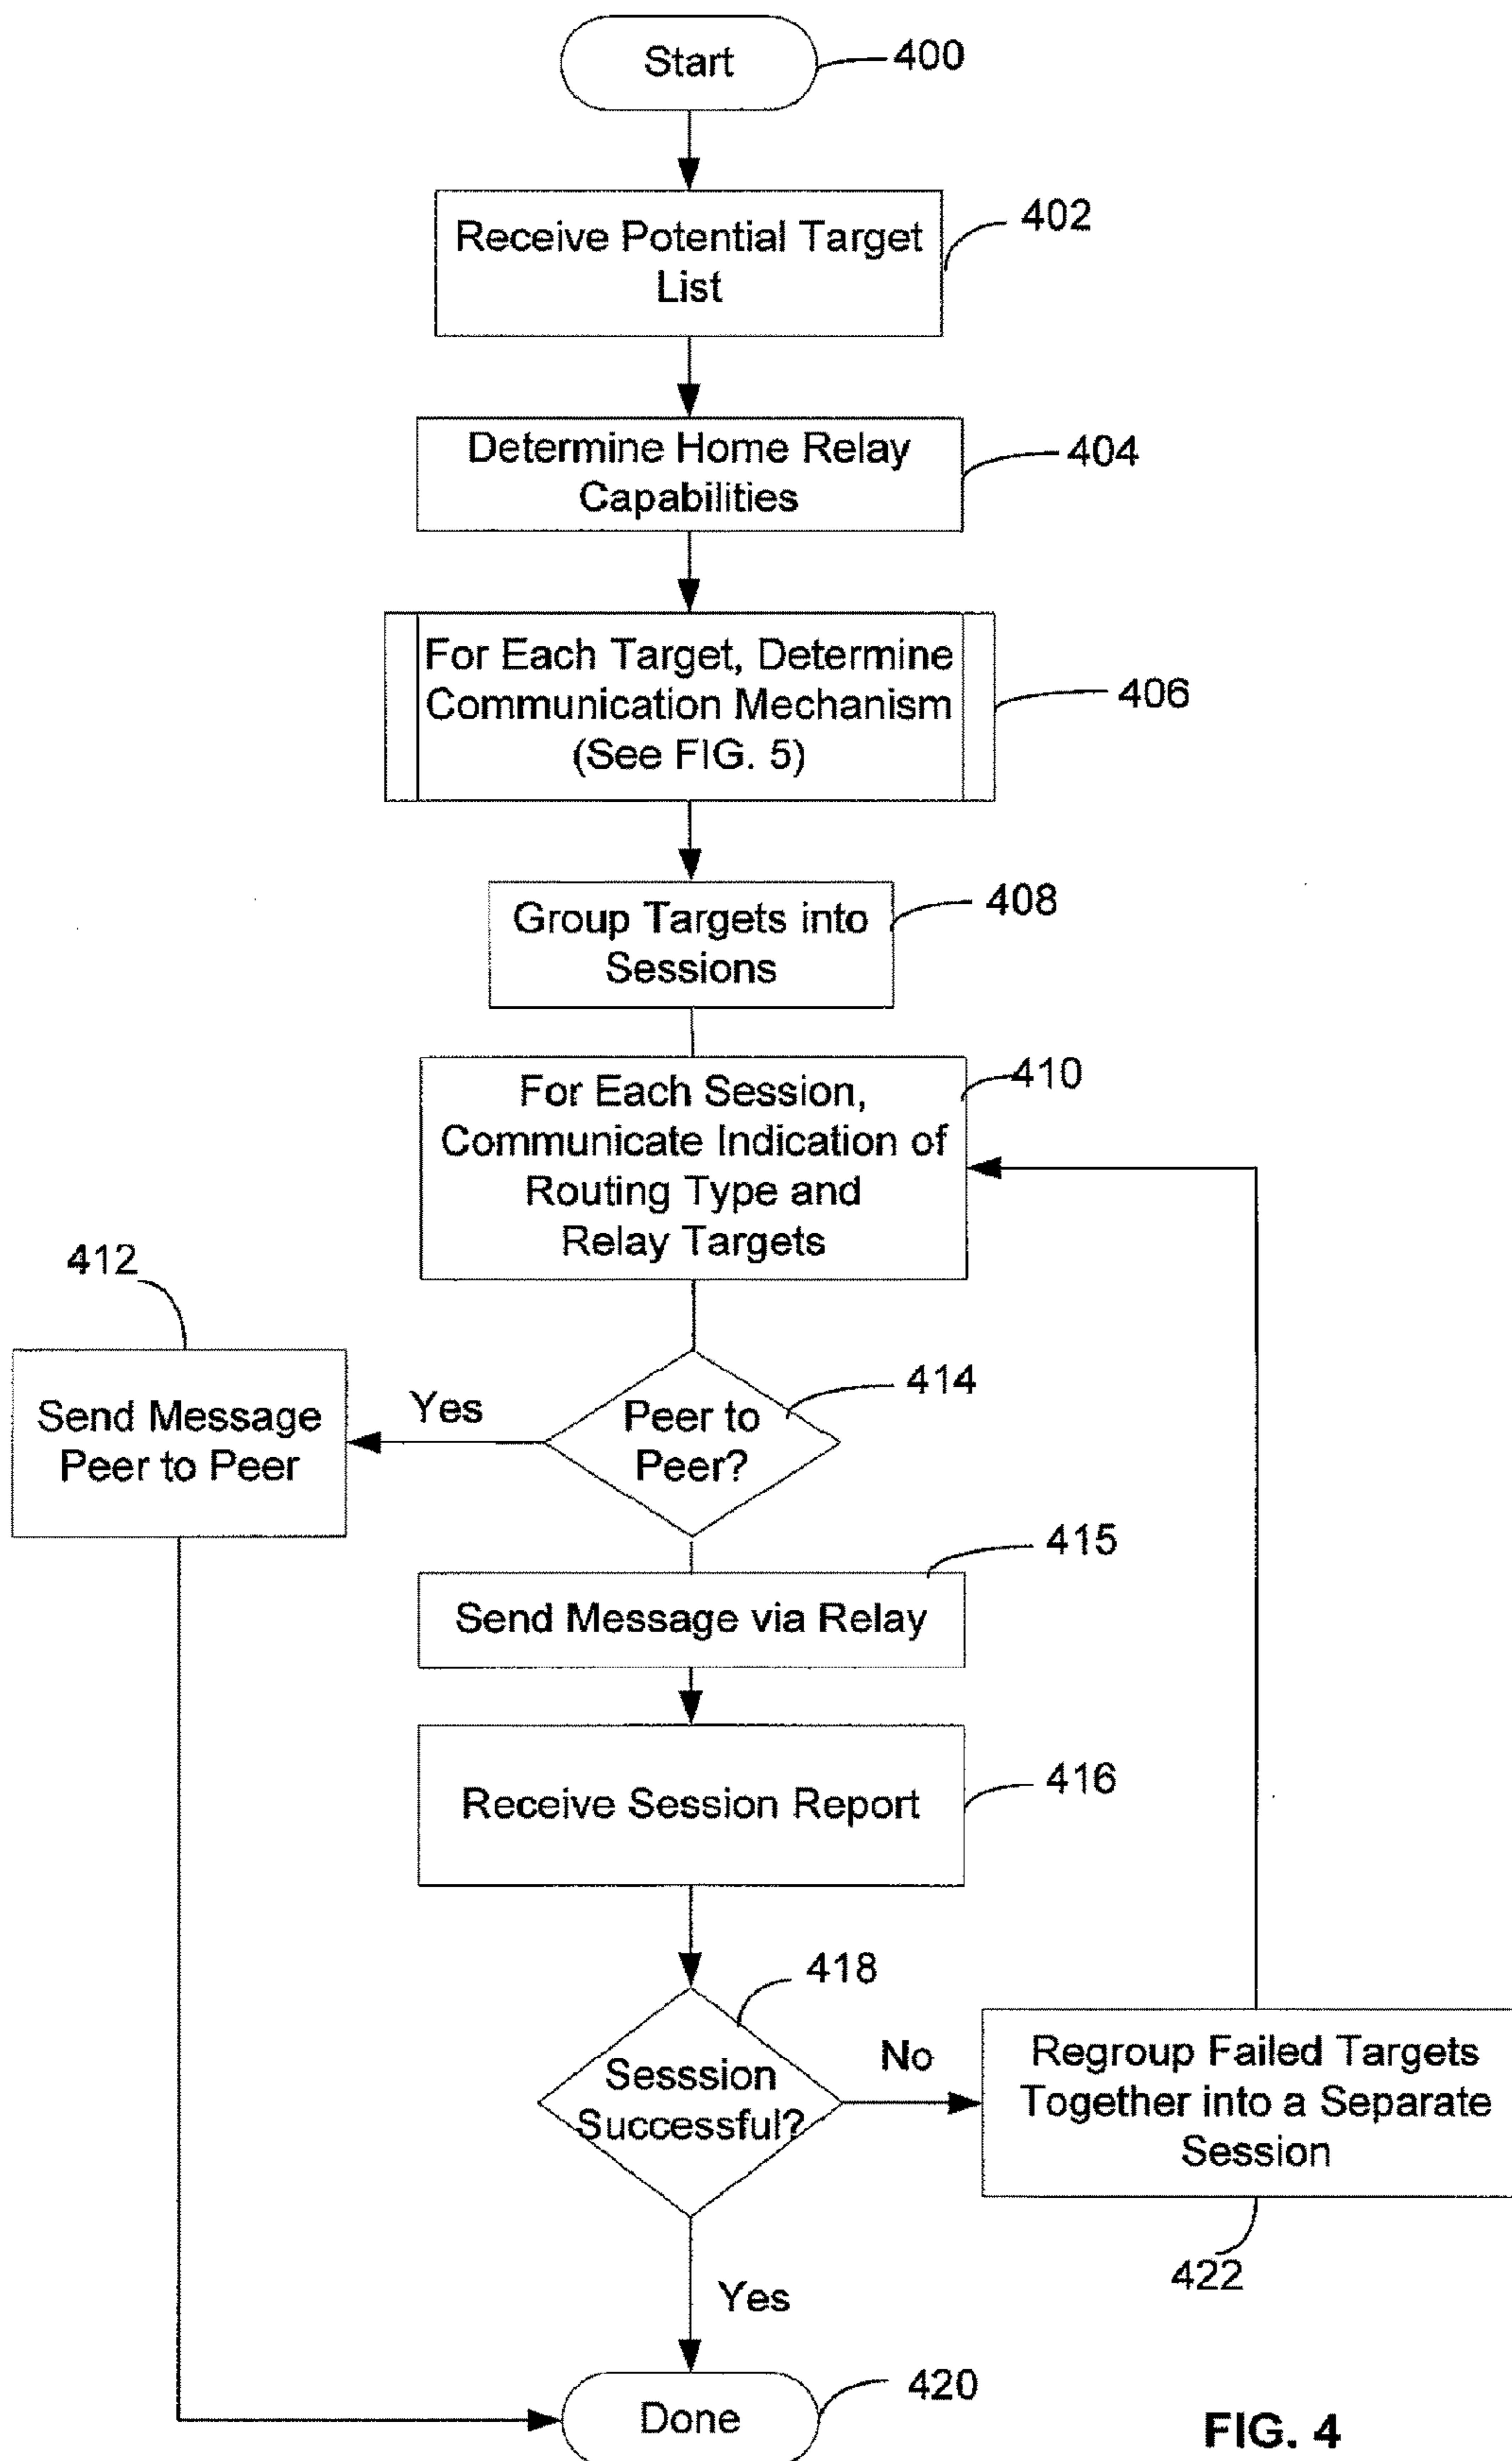 Start
400
Receive Potential Target
List
402
Determine Home Relay
Capabilities
404
For Each Target, Determine
Communication Mechanism
(See FIG. 5)
406
Group Targets into
Sessions
408
For Each Session,
Communicate Indication of
Routing Type and
Relay Targets
410
412
Send Message
Peer to Peer
Yes
Peer to
Peer?
414
415
Send Message via Relay
Receive Session Report
416
418
Sesssion
Successful?
No
Regroup Failed Targets
Together into a Separate
Session
422
Yes
Done
420
FIG. 4